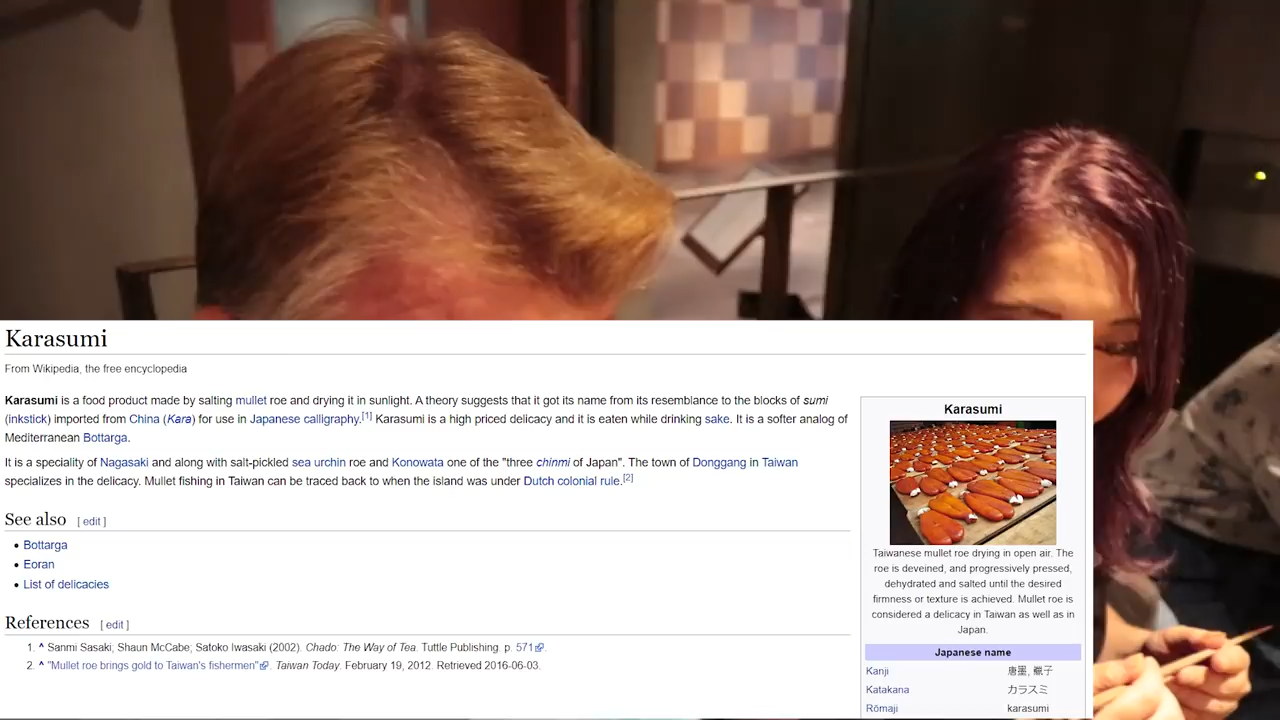 Karasumi
From Wikipedia, the free encyclopedia
Karasumi is a food product made by salting mullet roe and drying it in sunlight. A theory suggests that it got its name from its resemblance to the blocks of sumi
(inkstick) imported from China (Kara) for use in Japanese calligraphy.[1] Karasumi is a high priced delicacy and it is eaten while drinking sake. It is a softer analog of
Mediterranean Bottarga.
It is a speciality of Nagasaki and along with salt-pickled sea urchin roe and Konowata one of the "three chinmi of Japan". The town of Donggang in Taiwan
specializes in the delicacy. Mullet fishing in Taiwan can be traced back to when the island was under Dutch colonial rule.[2]
See also [ edit ]
• Bottarga
• Eoran
• List of delicacies
References [ edit ]
1. ^ Sanmi Sasaki; Shaun McCabe; Satoko Iwasaki (2002). Chado: The Way of Tea. Tuttle Publishing. p. 571.
2. ^ "Mullet roe brings gold to Taiwan's fishermen". Taiwan Today. February 19, 2012. Retrieved 2016-06-03.
Karasumi
Taiwanese mullet roe drying in open air. The
roe is deveined, and progressively pressed,
dehydrated and salted until the desired
firmness or texture is achieved. Mullet roe is
considered a delicacy in Taiwan as well as in
Japan.
Japanese name
Kanji 唐墨, 鱲子
Katakana カラスミ
Rōmaji karasumi